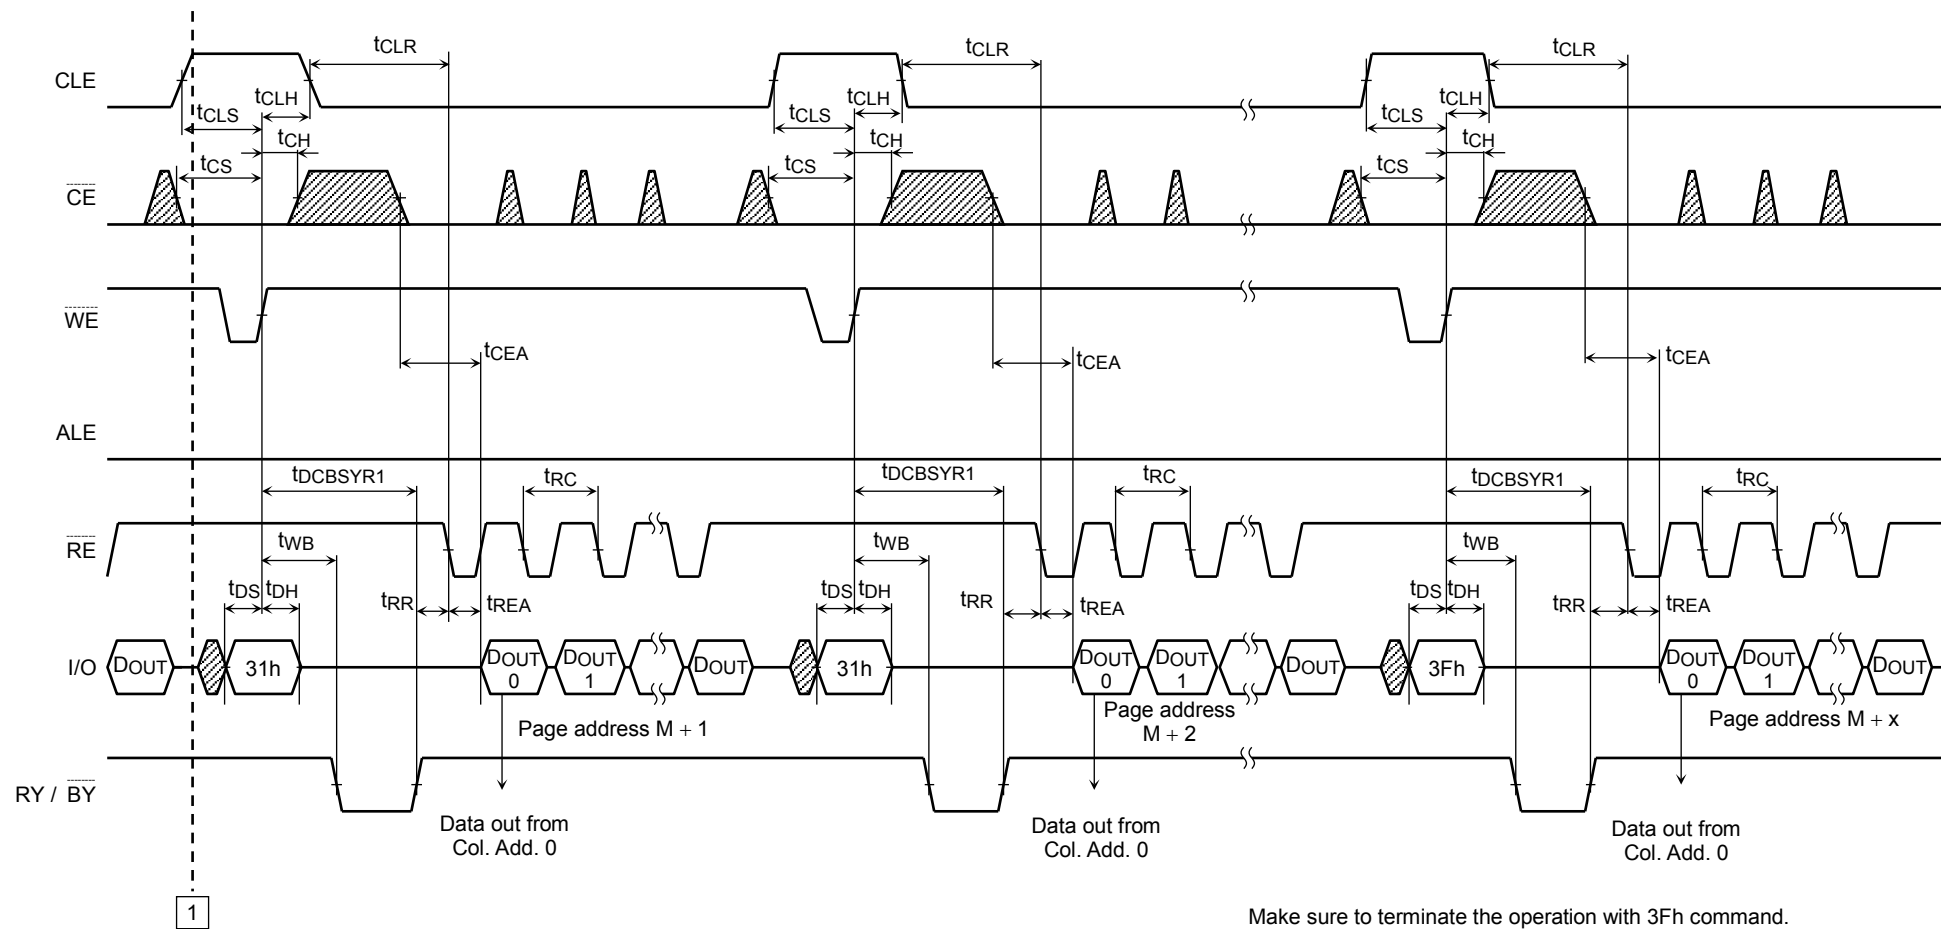 tCLR tCLR tCLR
CLE
tCLH tCLH tCLH
tCLS tCLS tCLS
tCH tCH tCH
tCS tCS tCS
CE
WE
tCEA tCEA tCEA
ALE
tDCBSYR1 tRC tDCBSYR1 tRC tDCBSYR1 tRC
RE
tWB tWB tWB
tDS tDH tDS tDH tDS tDH
tRR tREA tRR tREA tRR tREA
I/O DOUT 31h DOUT 0 DOUT 1 DOUT 31h DOUT 0 DOUT 1 DOUT 3Fh DOUT 0 DOUT 1 DOUT
Page address M + 1
Page address
M + 2
Page address M + x
RY / BY
Data out from
Col. Add. 0
Data out from
Col. Add. 0
Data out from
Col. Add. 0
1
Make sure to terminate the operation with 3Fh command.